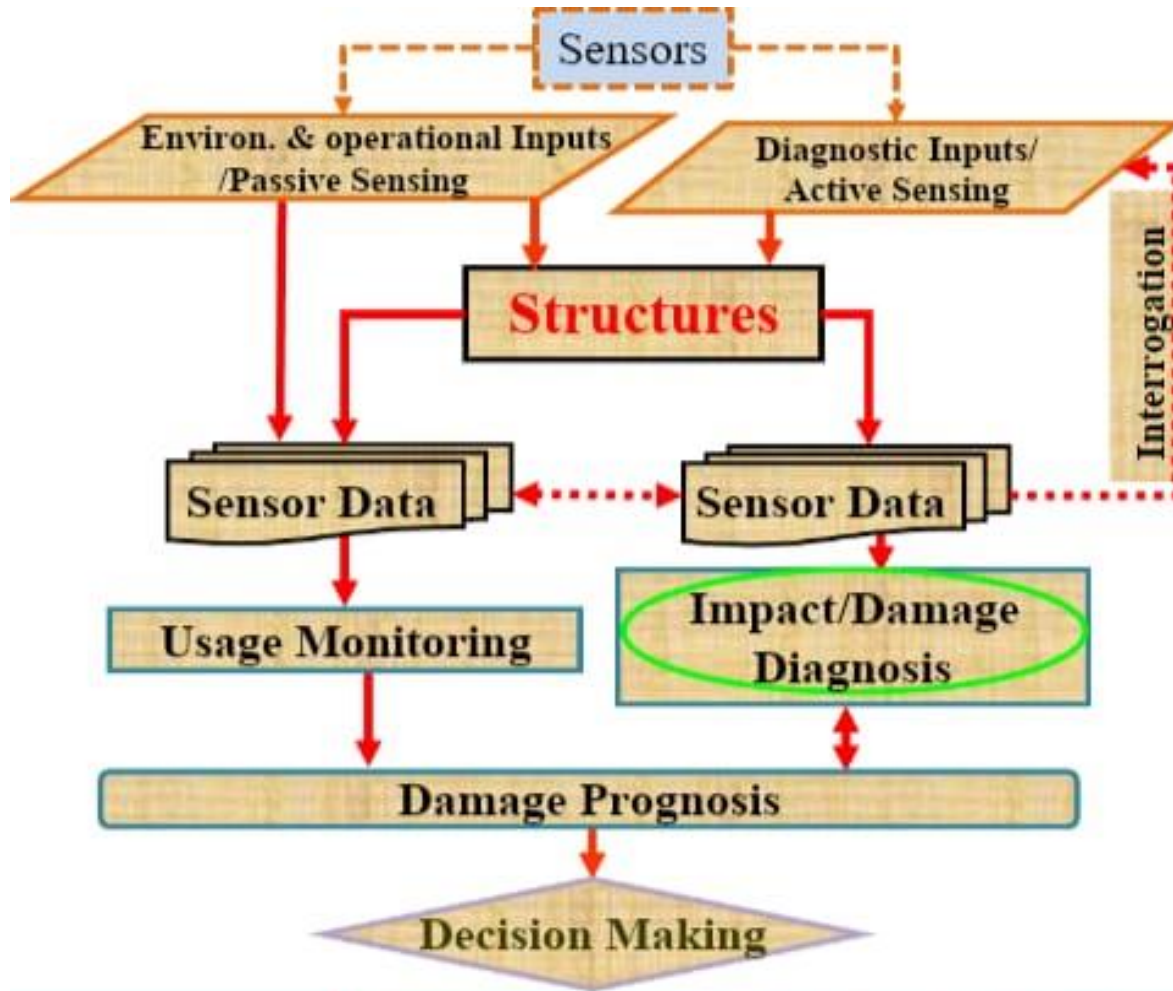 Sensors
Environ. & operational Inputs
/Passive Sensing
Diagnostic Inputs/
Active Sensing
Structures
Interrogation
Sensor Data
Sensor Data
Usage Monitoring
Impact/Damage
Diagnosis
Damage Prognosis
Decision Making